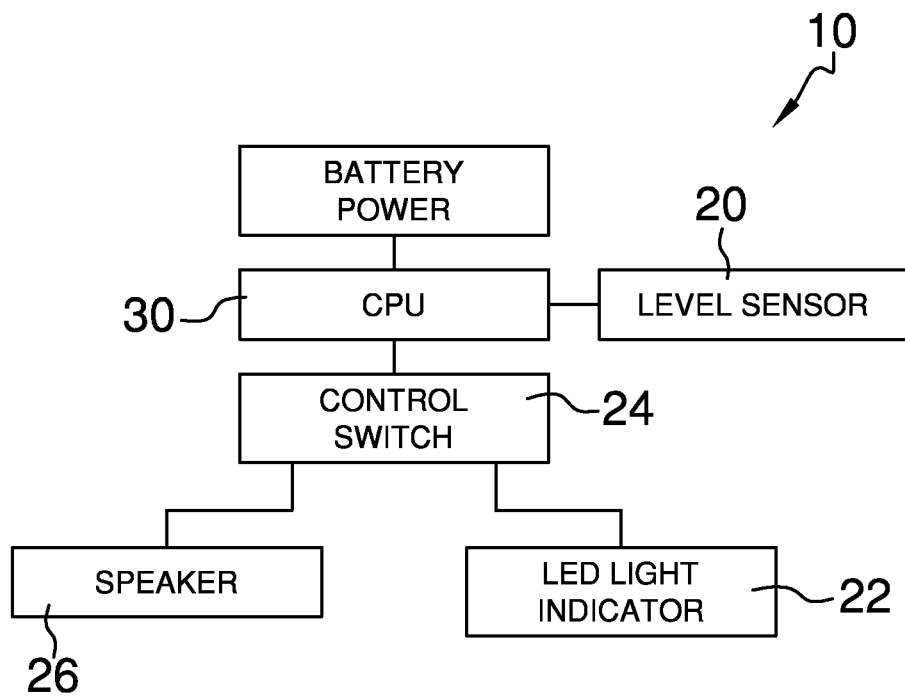 10
BATTERY
POWER
20
30
CPU
LEVEL SENSOR
CONTROL
SWITCH
24
SPEAKER
LED LIGHT
INDICATOR
22
26